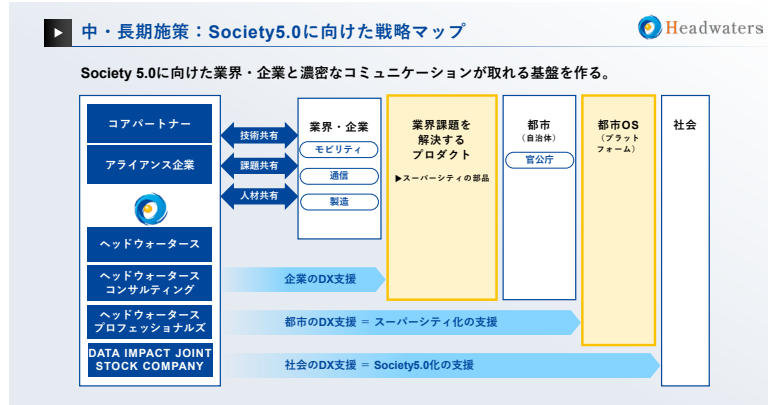 中・長期施策：Society5.0に向けた戦略マップ
Headwaters
Society 5.0に向けた業界・企業と濃密なコミュニケーションが取れる基盤を作る。
コアパートナー
アライアンス企業
ヘッドウォータース
ヘッドウォータース
コンサルティング
ヘッドウォータース
プロフェッショナルズ
DATA IMPACT JOINT
STOCK COMPANY
技術共有
課題共有
人材共有
業界・企業
モビリティ
通信
製造
業界課題を
解決する
プロダクト
▶スーパーシティの部品
都市
（自治体）
官公庁
都市OS
（プラット
フォーム）
社会
企業のDX支援
都市のDX支援 ＝ スーパーシティ化の支援
社会のDX支援 ＝ Society5.0化の支援